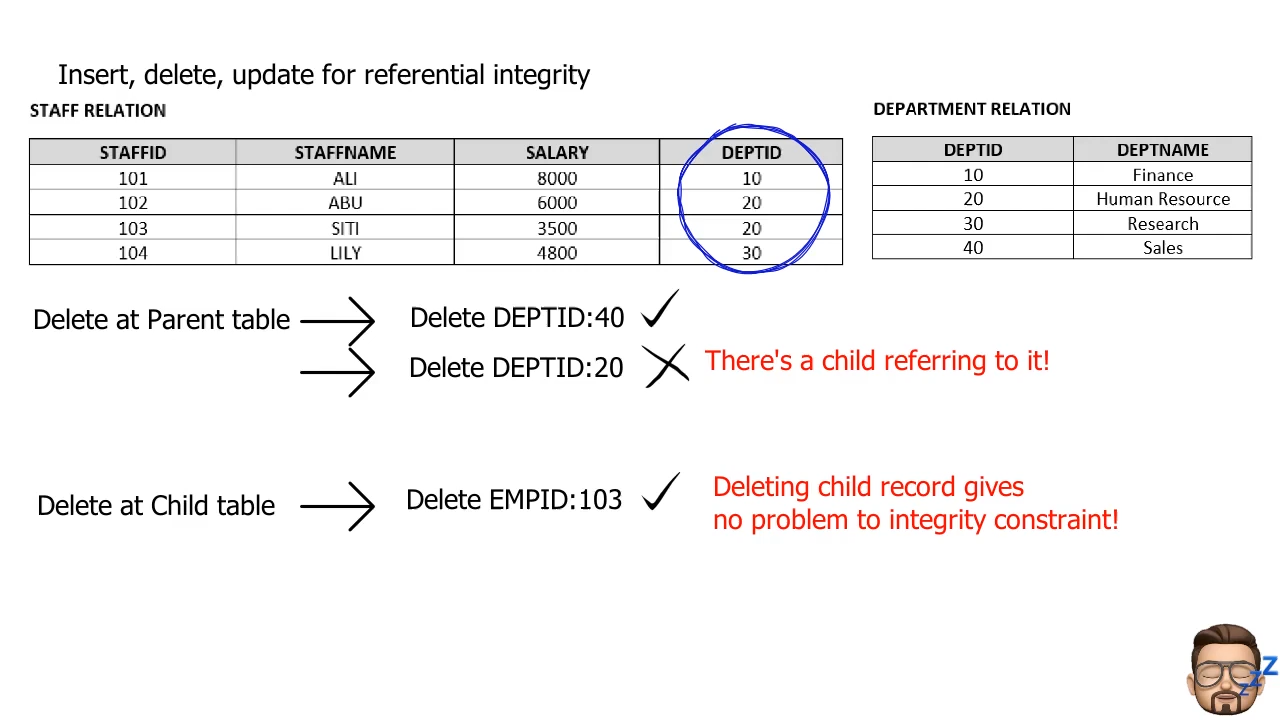 Insert, delete, update for referential integrity
STAFF RELATION
STAFFID STAFFNAME SALARY DEPTID
101 ALI 8000 10
102 ABU 6000 20
103 SITI 3500 20
104 LILY 4800 30
DEPARTMENT RELATION
DEPTID DEPTNAME
10 Finance
20 Human Resource
30 Research
40 Sales
Delete at Parent table Delete DEPTID:40
Delete DEPTID:20 There's a child referring to it!
Delete at Child table Delete EMPID:103
Deleting child record gives
no problem to integrity constraint!
z z Z